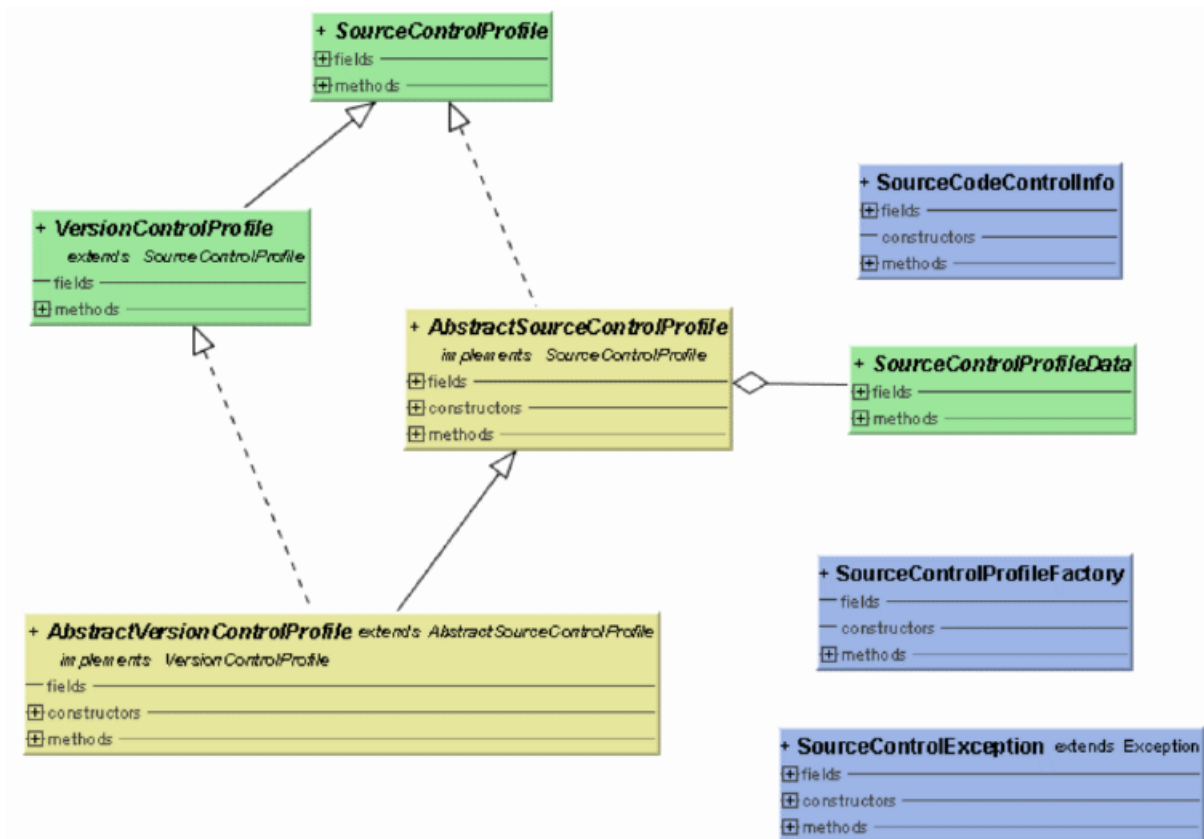 + SourceControlProfile
+ fields
+ methods
+ VersionControlProfile
extends SourceControlProfile
fields
+ methods
+ SourceCodeControlInfo
+ fields
constructors
+ methods
+ AbstractSourceControlProfile
implements SourceControlProfile
+ fields
+ constructors
+ methods
+ SourceControlProfileData
+ fields
+ methods
+ AbstractVersionControlProfile extends AbstractSourceControlProfile
implements VersionControlProfile
fields
+ constructors
+ methods
+ SourceControlProfileFactory
fields
constructors
+ methods
+ SourceControlException extends Exception
+ fields
+ constructors
+ methods